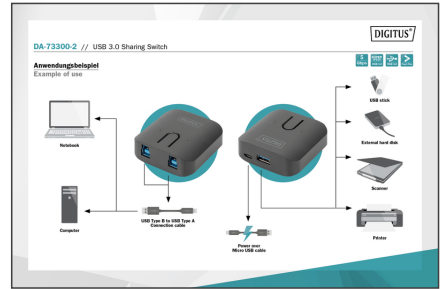 DIGITUS®
DA-73300-2 // USB 3.0 Sharing Switch
Anwendungsbeispiel
Example of use
USB stick
Notebook
External hard disk
Scanner
USB Type B to USB Type A
Connection cable
Computer
Power over
Micro USB cable
Printer